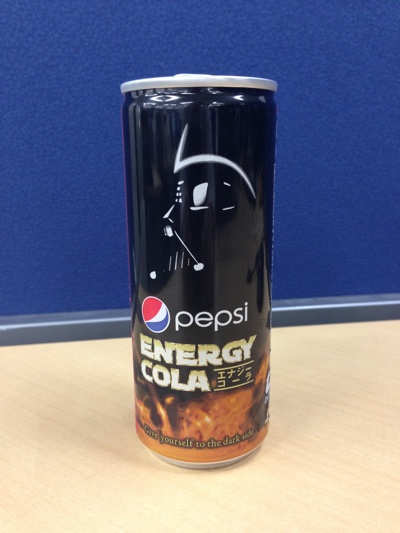 pepsi
ENERGY
COLA エナジー
コーラ
Give yourself to the dark side.